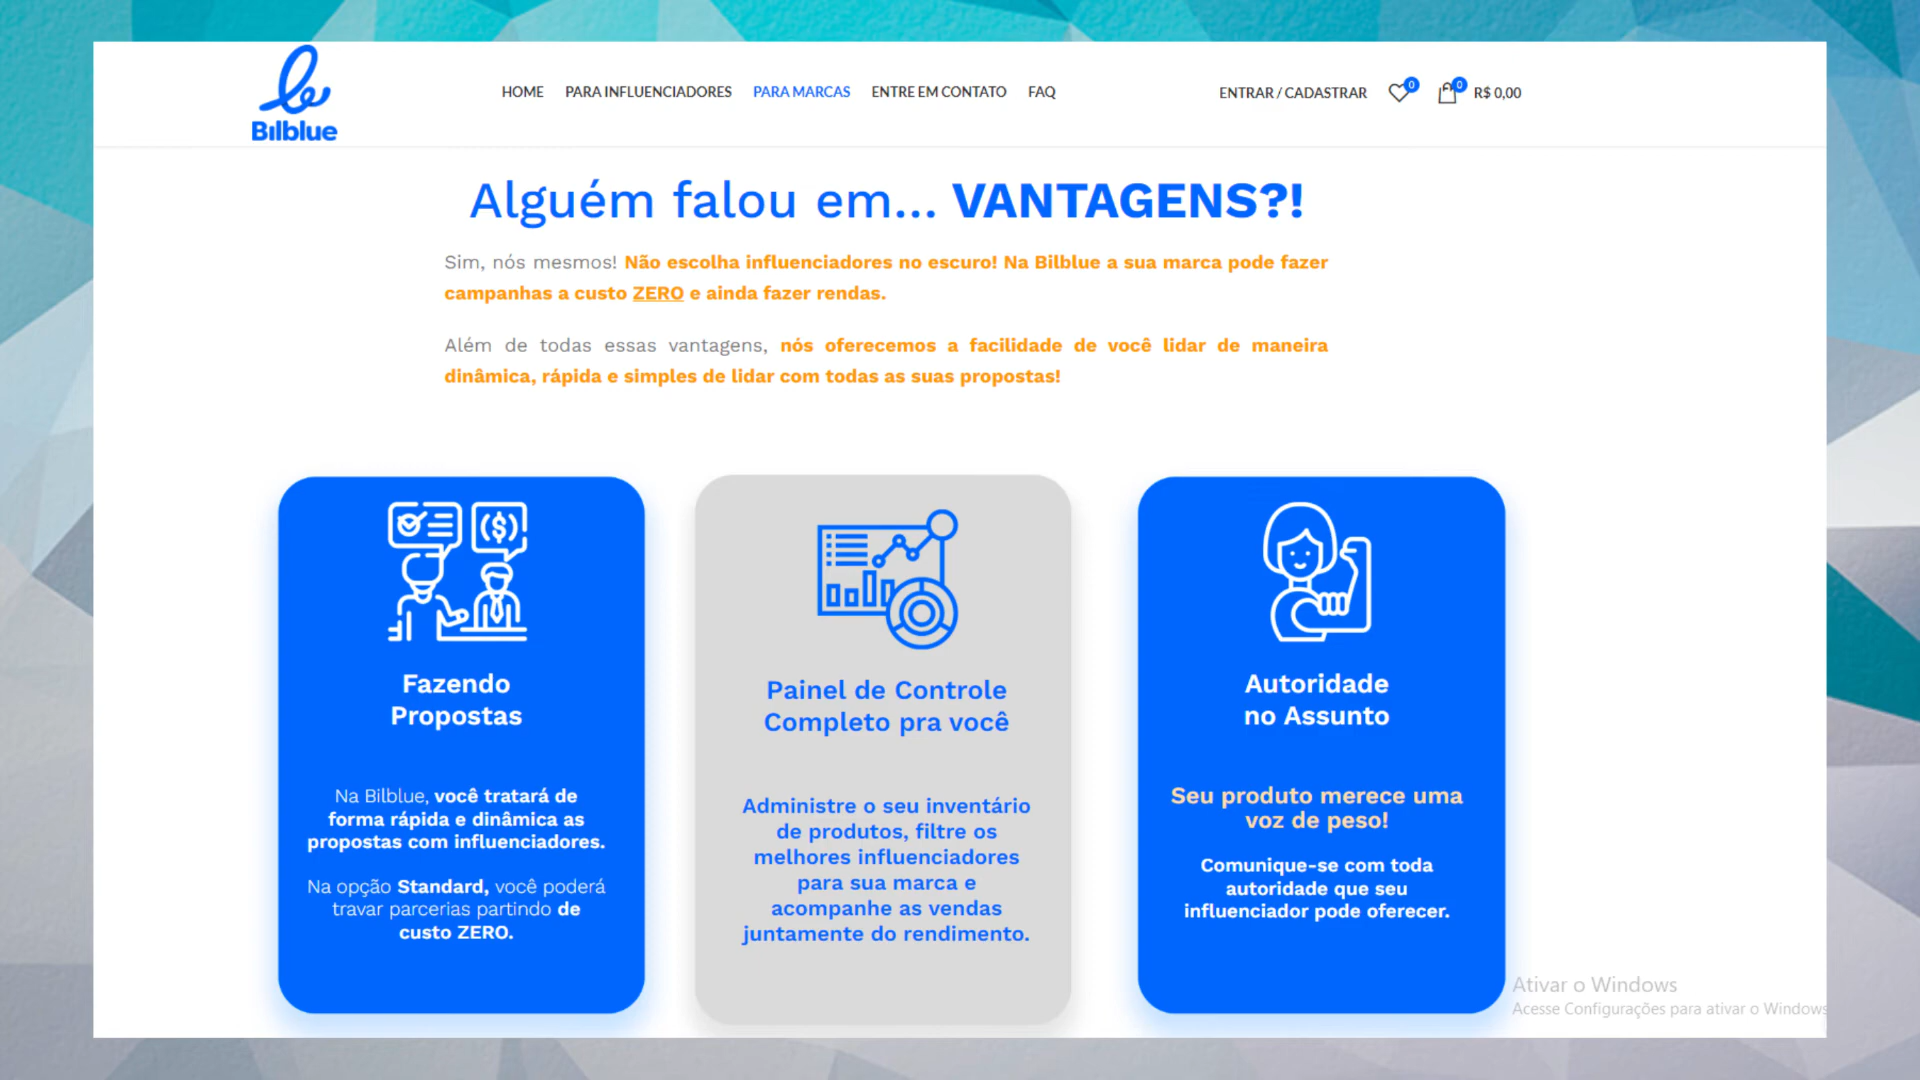 Bilblue
HOME PARA INFLUENCIADORES PARA MARCAS ENTRE EM CONTATO FAQ
ENTRAR / CADASTRAR 0 0 R$ 0,00
Alguém falou em... VANTAGENS?!
Sim, nós mesmos! Não escolha influenciadores no escuro! Na Bilblue a sua marca pode fazer
campanhas a custo ZERO e ainda fazer rendas.
Além de todas essas vantagens, nós oferecemos a facilidade de você lidar de maneira
dinâmica, rápida e simples de lidar com todas as suas propostas!
Fazendo
Propostas
Na Bilblue, você tratará de
forma rápida e dinâmica as
propostas com influenciadores.
Na opção Standard, você poderá
travar parcerias partindo de
custo ZERO.
Painel de Controle
Completo pra você
Administre o seu inventário
de produtos, filtre os
melhores influenciadores
para sua marca e
acompanhe as vendas
juntamente do rendimento.
Autoridade
no Assunto
Seu produto merece uma
voz de peso!
Comunique-se com toda
autoridade que seu
influenciador pode oferecer.
Ativar o Windows
Acesse Configurações para ativar o Windows